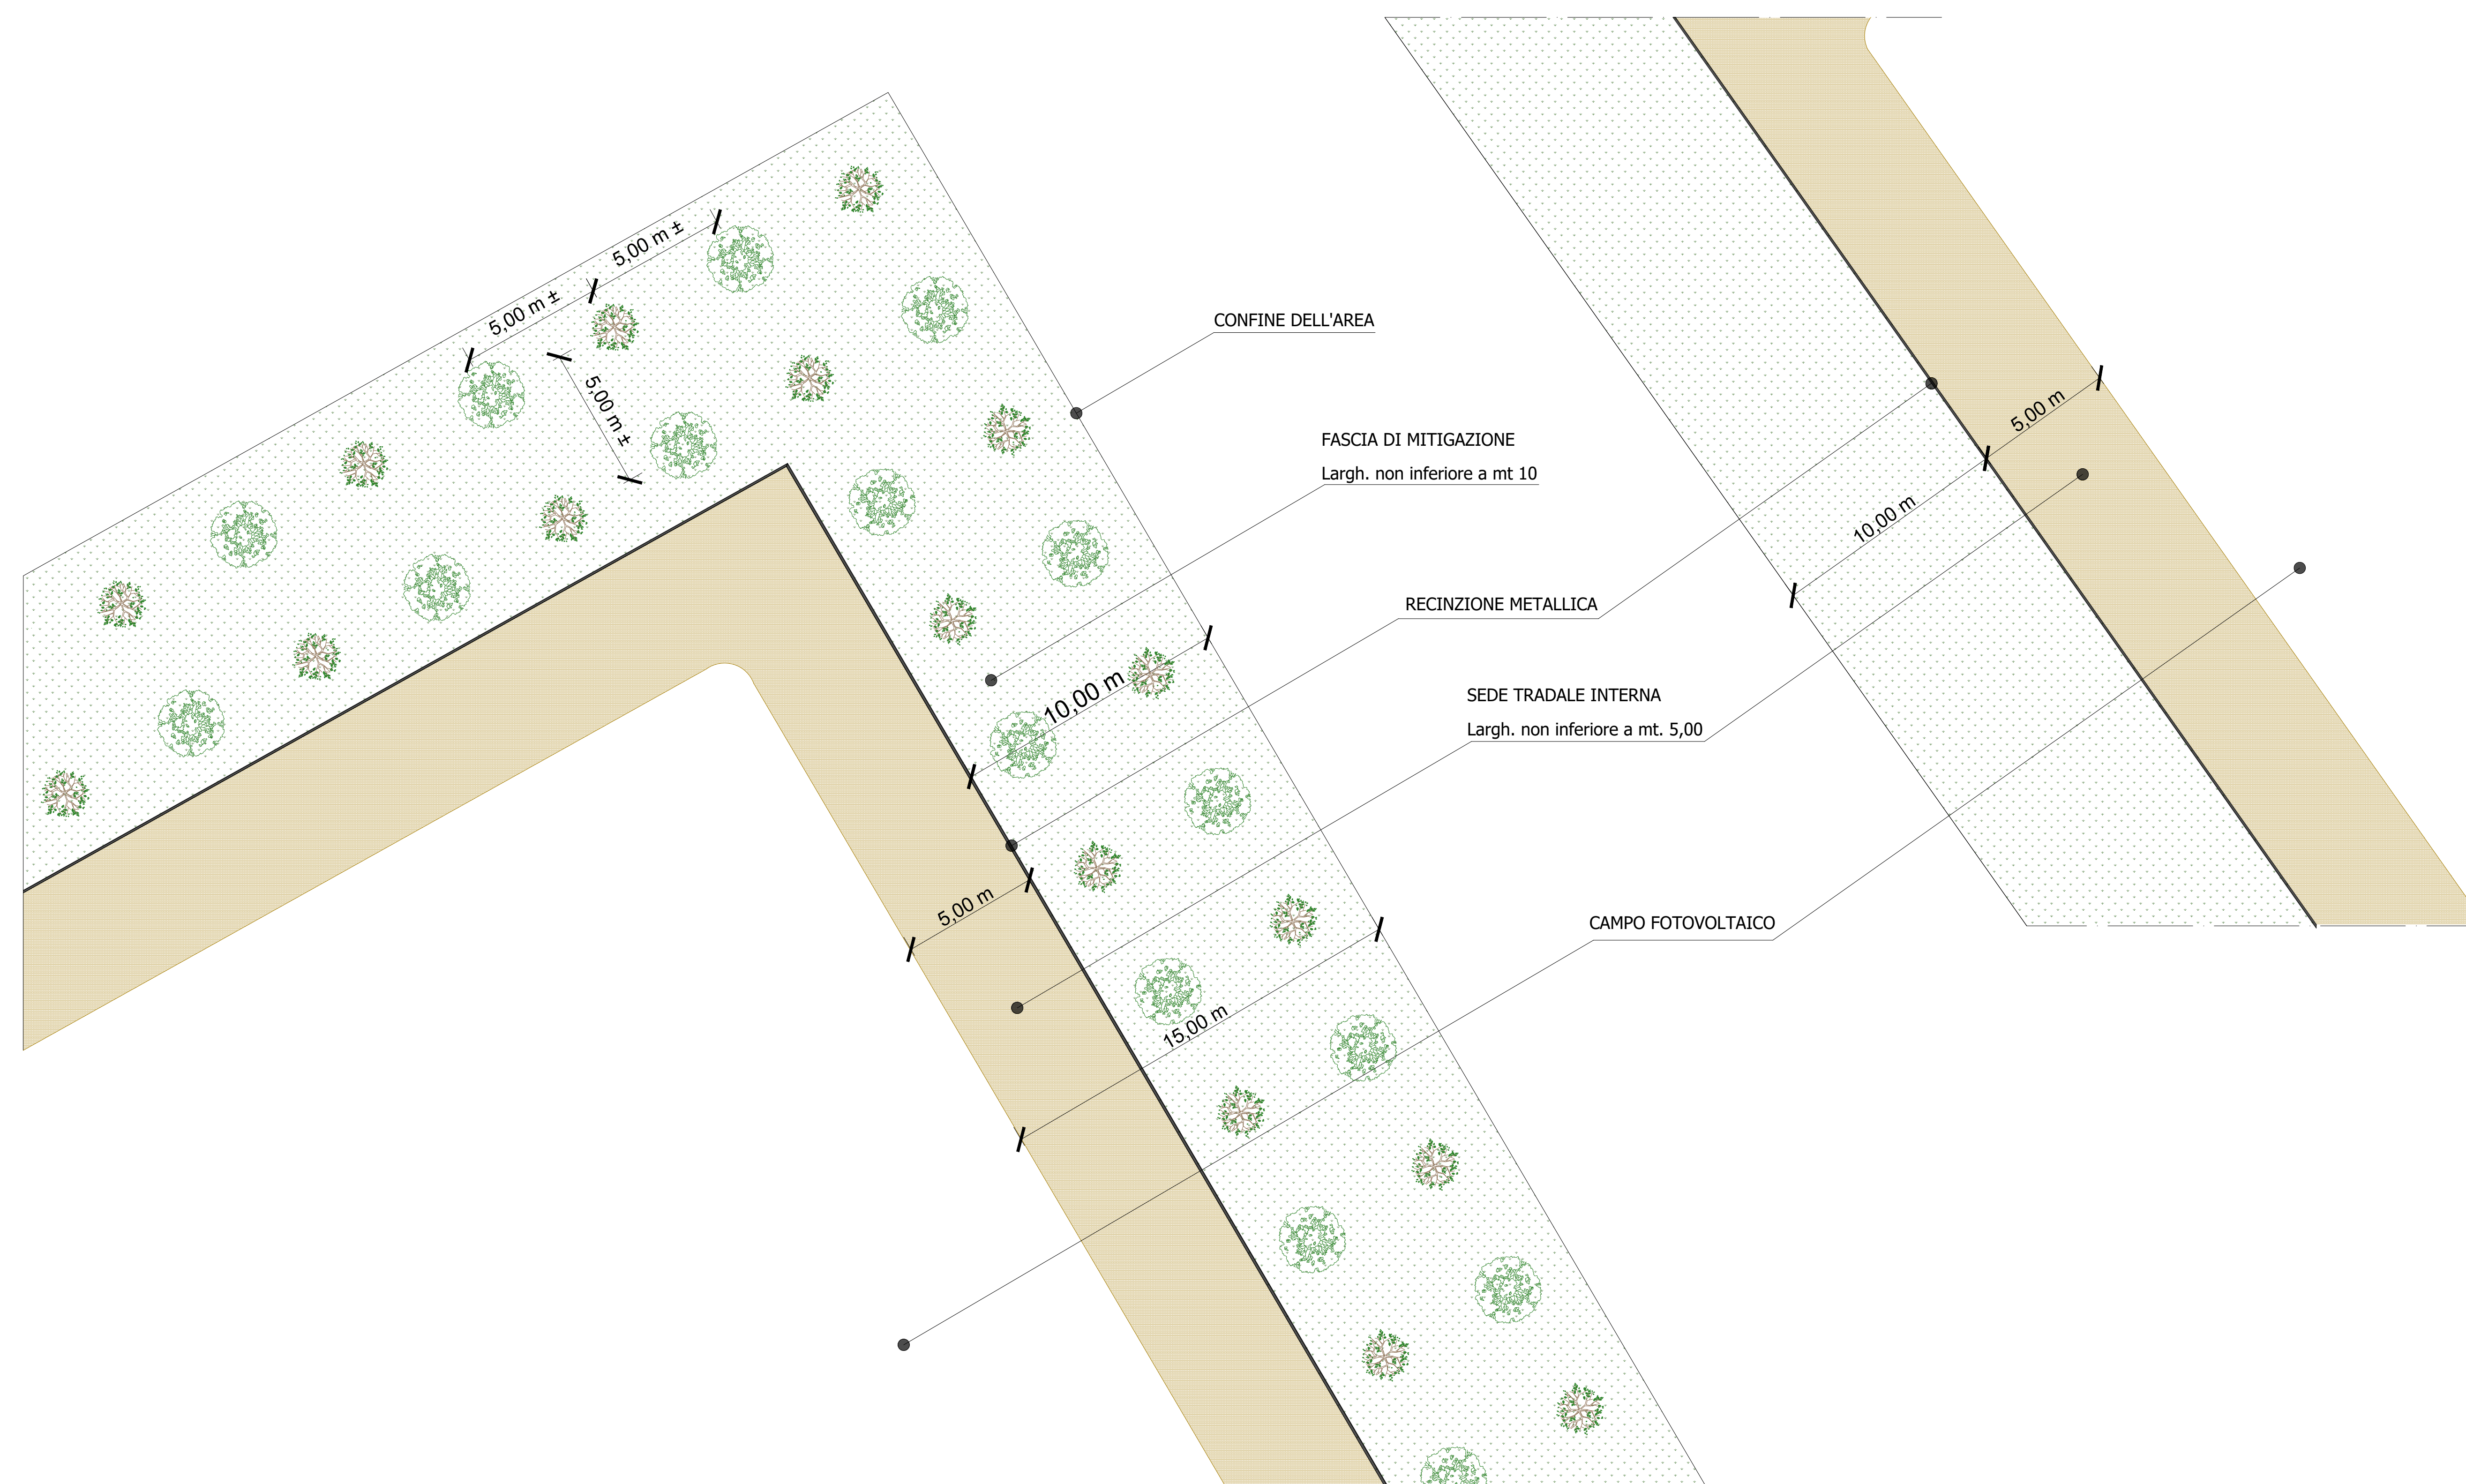 5,00 m ±
5,00 m ±
5,00 m ±
CONFINE DELL'AREA
FASCIA DI MITIGAZIONE
Largh. non inferiore a mt 10
RECINZIONE METALLICA
SEDE TRADALE INTERNA
Largh. non inferiore a mt. 5,00
CAMPO FOTOVOLTAICO
10,00 m
5,00 m
15,00 m
5,00 m
10,00 m